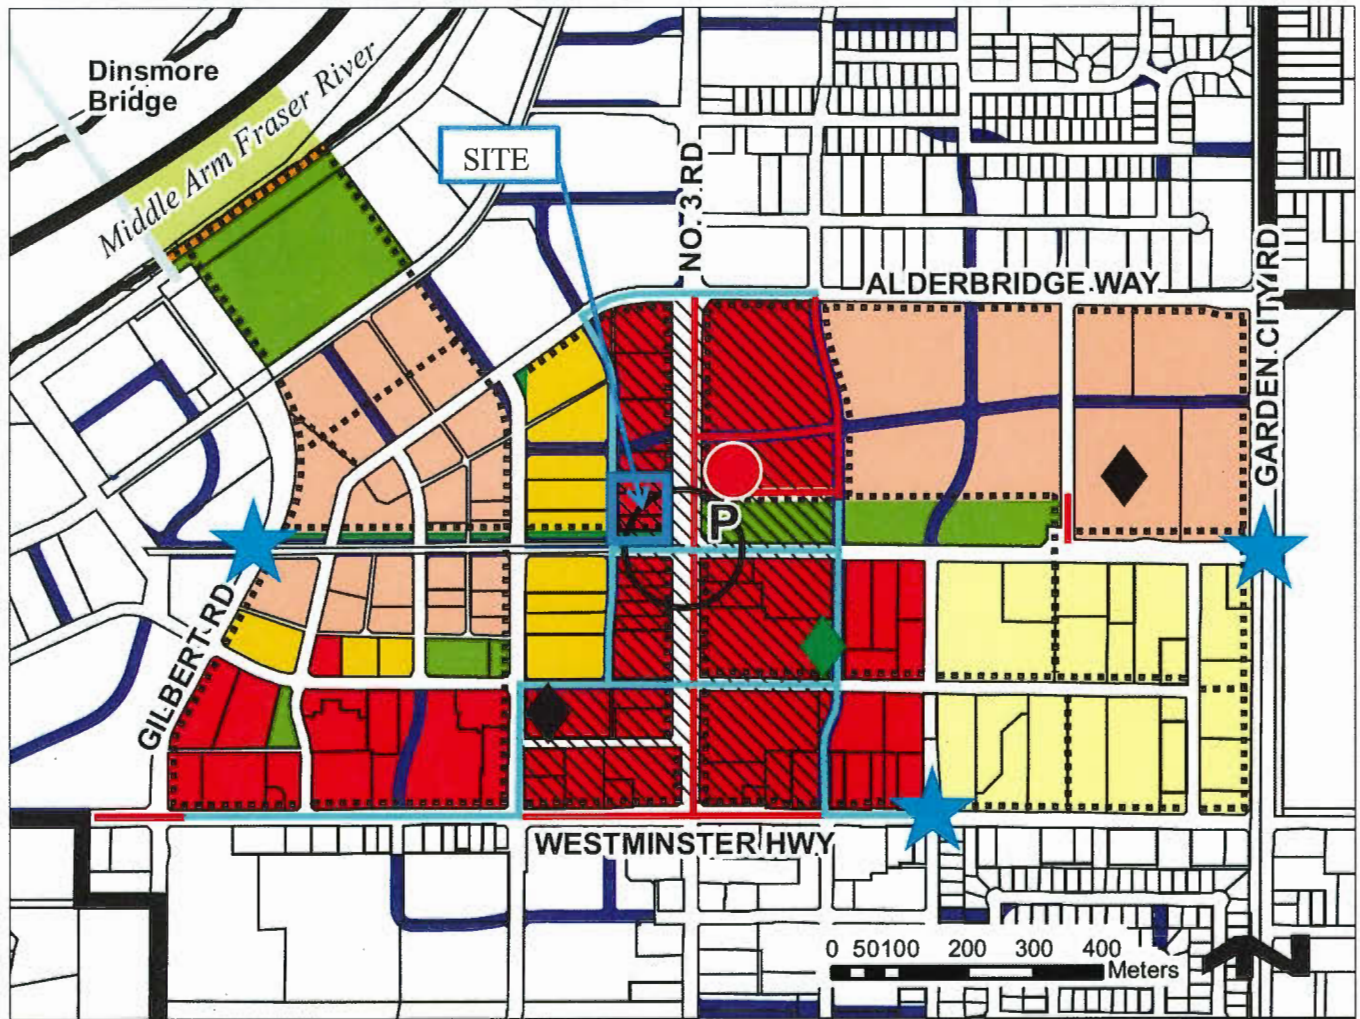 Dinsmore
Bridge
Middle Arm Fraser River
SITE
NO. 3 RD
ALDERBRIDGE WAY
GARDEN CITY RD
P
GILBERT RD
WESTMINSTER HWY
0 50 100 200 300 400
Meters